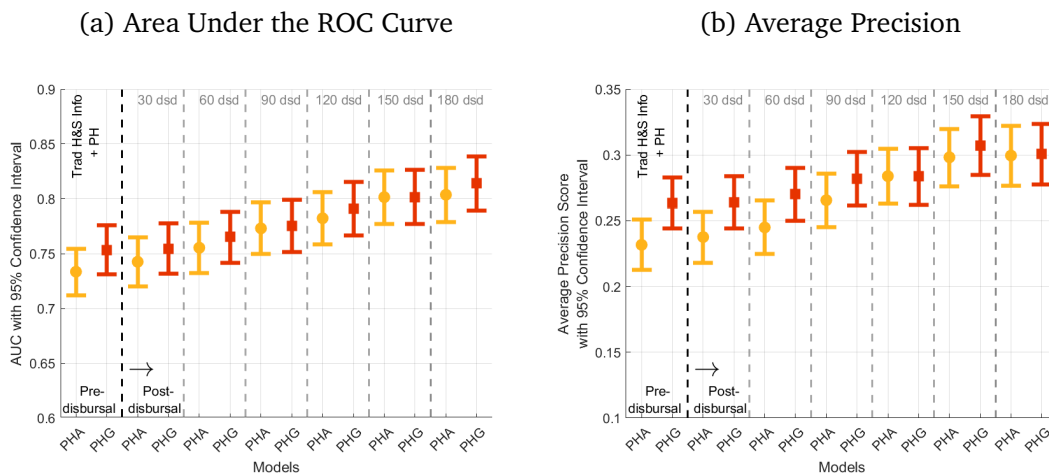 (a) Area Under the ROC Curve
AUC with 95% Confidence Interval
0.9
0.85
0.8
0.75
0.7
0.65
0.6
Trad H&S Info
+ PH
30 dsd
60 dsd
90 dsd
120 dsd
150 dsd
180 dsd
Pre-
disbursal
Post-
disbursal
PHA
PHG
PHA
PHG
PHA
PHG
PHA
PHG
PHA
PHG
PHA
PHG
PHA
PHG
Models
(b) Average Precision
Average Precision Score
with 95% Confidence Interval
0.35
0.3
0.25
0.2
0.15
0.1
Trad H&S Info
+ PH
30 dsd
60 dsd
90 dsd
120 dsd
150 dsd
180 dsd
Pre-
disbursal
Post-
disbursal
PHA
PHG
PHA
PHG
PHA
PHG
PHA
PHG
PHA
PHG
PHA
PHG
PHA
PHG
Models